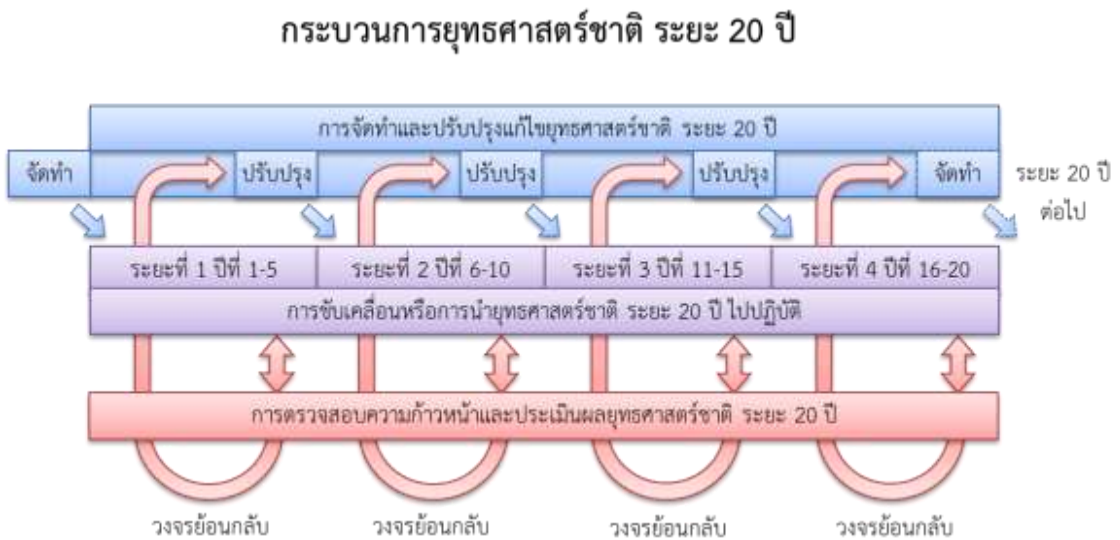 กระบวนการยุทธศาสตร์ชาติ ระยะ 20 ปี
การจัดทำและปรับปรุงแก้ไขยุทธศาสตร์ชาติ ระยะ 20 ปี
จัดทำ
ปรับปรุง
ปรับปรุง
ปรับปรุง
จัดทำ
ระยะ 20 ปี
ต่อไป
ระยะที่ 1 ปีที่ 1-5
ระยะที่ 2 ปีที่ 6-10
ระยะที่ 3 ปีที่ 11-15
ระยะที่ 4 ปีที่ 16-20
การขับเคลื่อนหรือการนำยุทธศาสตร์ชาติ ระยะ 20 ปี ไปปฏิบัติ
การตรวจสอบความก้าวหน้าและประเมินผลยุทธศาสตร์ชาติ ระยะ 20 ปี
วงจรย้อนกลับ
วงจรย้อนกลับ
วงจรย้อนกลับ
วงจรย้อนกลับ